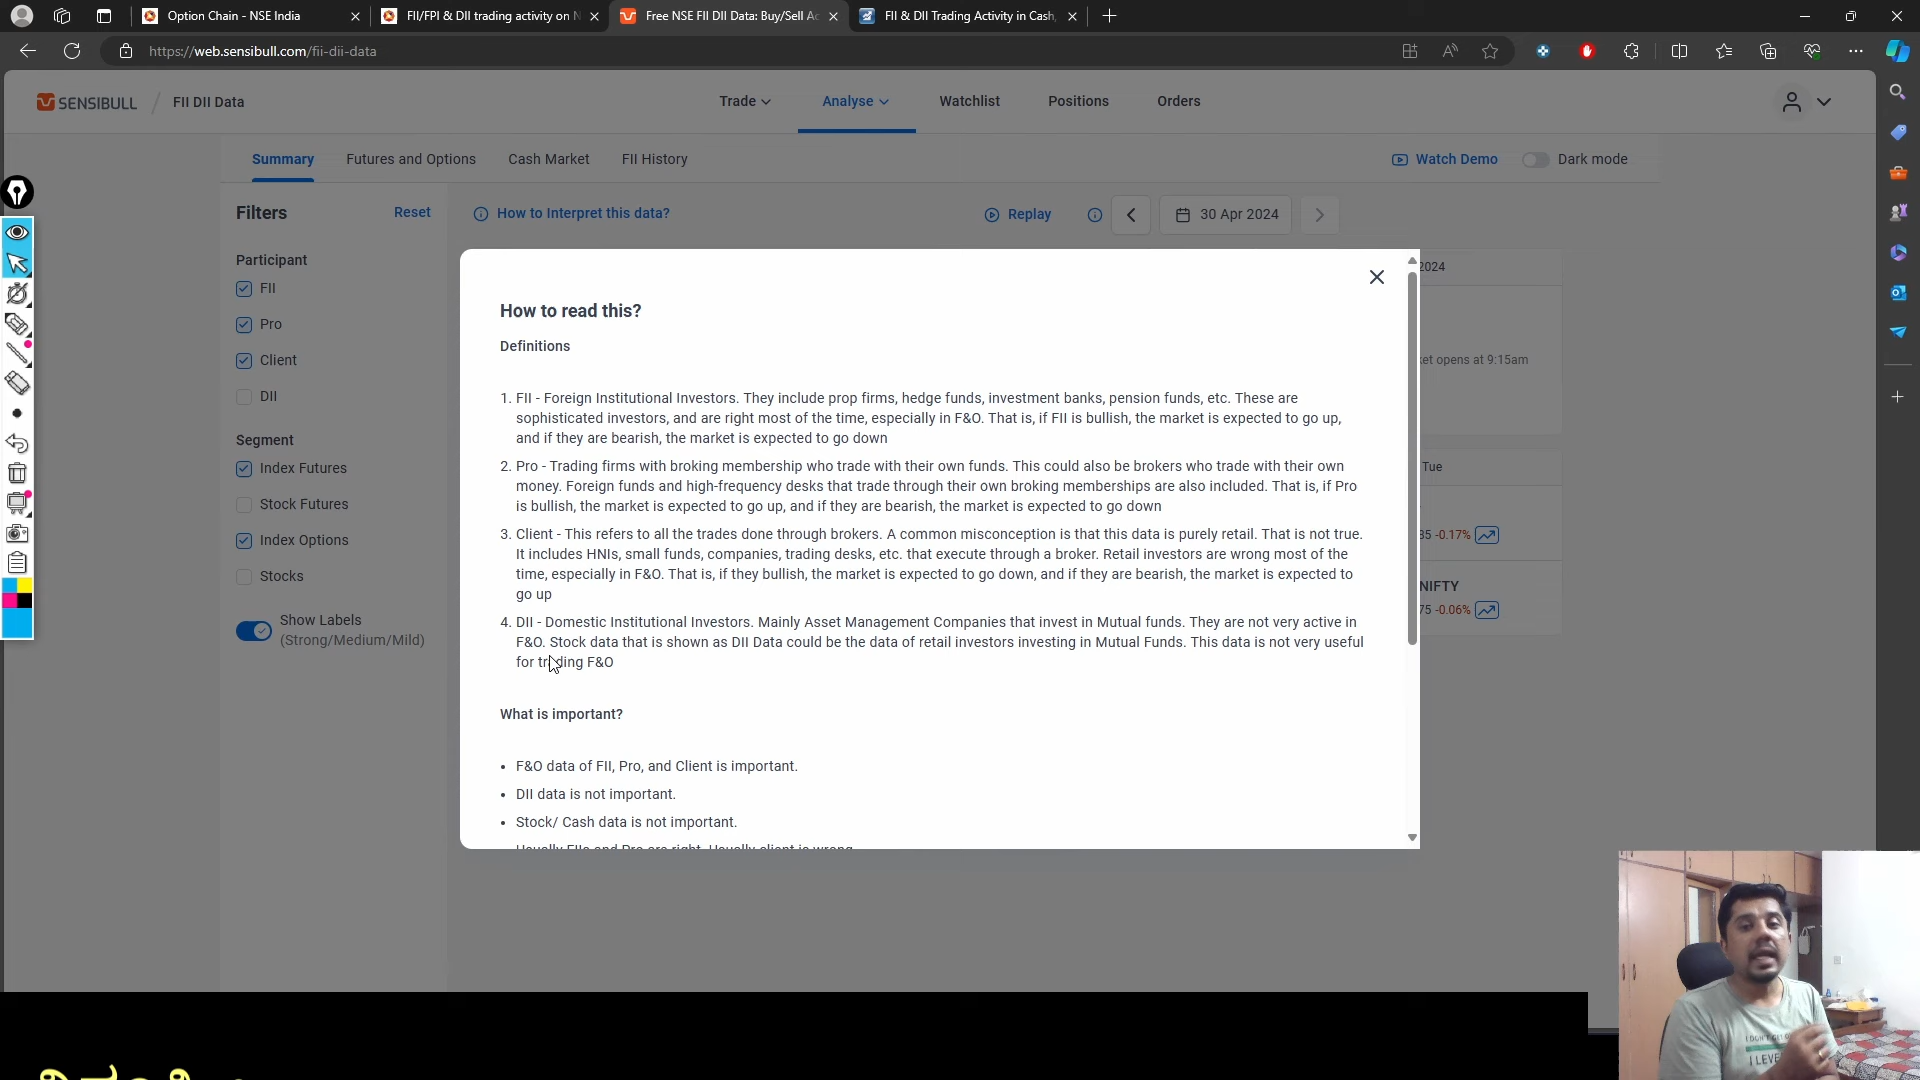 Option Chain - NSE India
FII/FPI & DII trading activity on N
Free NSE FII DII Data: Buy/Sell Ac
FII & DII Trading Activity in Cash,
https://web.sensibull.com/fii-dii-data
SENSIBULL / FII DII Data
Trade
Analyse
Watchlist
Positions
Orders
Summary
Futures and Options
Cash Market
FII History
Watch Demo
Dark mode
Filters
Reset
How to Interpret this data?
Replay
30 Apr 2024
Participant
FII
Pro
Client
DII
Segment
Index Futures
Stock Futures
Index Options
Stocks
Show Labels
(Strong/Medium/Mild)
How to read this?
Definitions
1. FII - Foreign Institutional Investors. They include prop firms, hedge funds, investment banks, pension funds, etc. These are
sophisticated investors, and are right most of the time, especially in F&O. That is, if FII is bullish, the market is expected to go up,
and if they are bearish, the market is expected to go down
2. Pro - Trading firms with broking membership who trade with their own funds. This could also be brokers who trade with their own
money. Foreign funds and high-frequency desks that trade through their own broking memberships are also included. That is, if Pro
is bullish, the market is expected to go up, and if they are bearish, the market is expected to go down
3. Client - This refers to all the trades done through brokers. A common misconception is that this data is purely retail. That is not true.
It includes HNIs, small funds, companies, trading desks, etc. that execute through a broker. Retail investors are wrong most of the
time, especially in F&O. That is, if they bullish, the market is expected to go down, and if they are bearish, the market is expected to
go up
4. DII - Domestic Institutional Investors. Mainly Asset Management Companies that invest in Mutual funds. They are not very active in
F&O. Stock data that is shown as DII Data could be the data of retail investors investing in Mutual Funds. This data is not very useful
for trading F&O
What is important?
• F&O data of FII, Pro, and Client is important.
• DII data is not important.
• Stock/ Cash data is not important.
Usually FIIs and Pro are right. Usually client is wrong
2024
ket opens at 9:15am
Tue
35 -0.17%
NIFTY
75 -0.06%